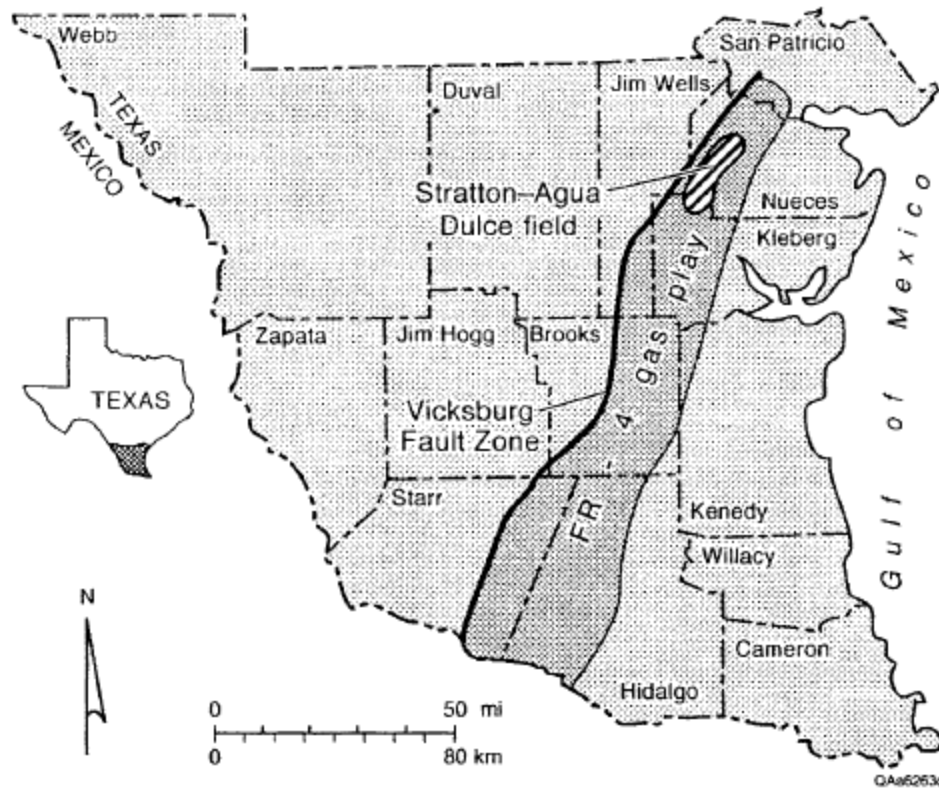 Webb
San Patricio
Duval
Jim Wells
TEXAS
MEXICO
Stratton–Agua
Dulce field
Nueces
Kleberg
Gulf of Mexico
FR - 4 gas play
Zapata
Jim Hogg
Brooks
TEXAS
Vicksburg
Fault Zone
Starr
Kenedy
Willacy
N
Cameron
Hidalgo
0 50 mi
0 80 km